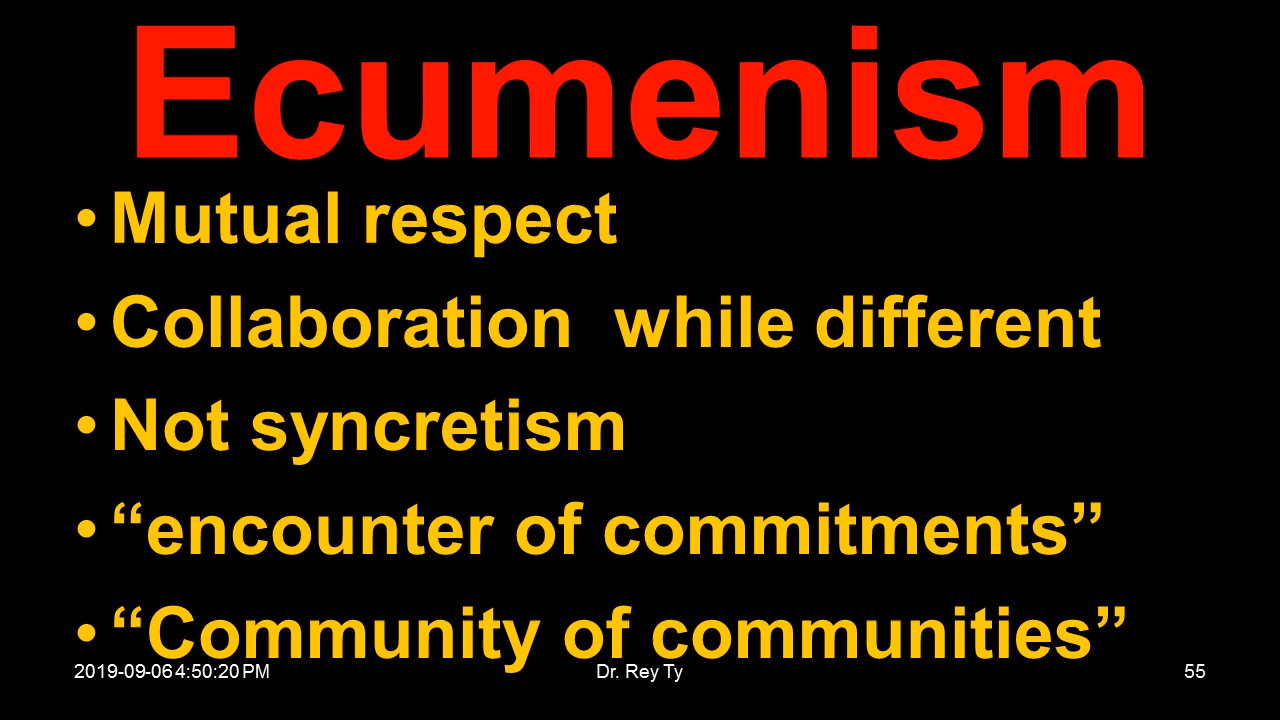 Ecumenism
•Mutual respect
•Collaboration  while different
•Not syncretism
•“encounter of commitments”
•“Community of communities”
2019-09-06 4:50:20 PM Dr. Rey Ty 55